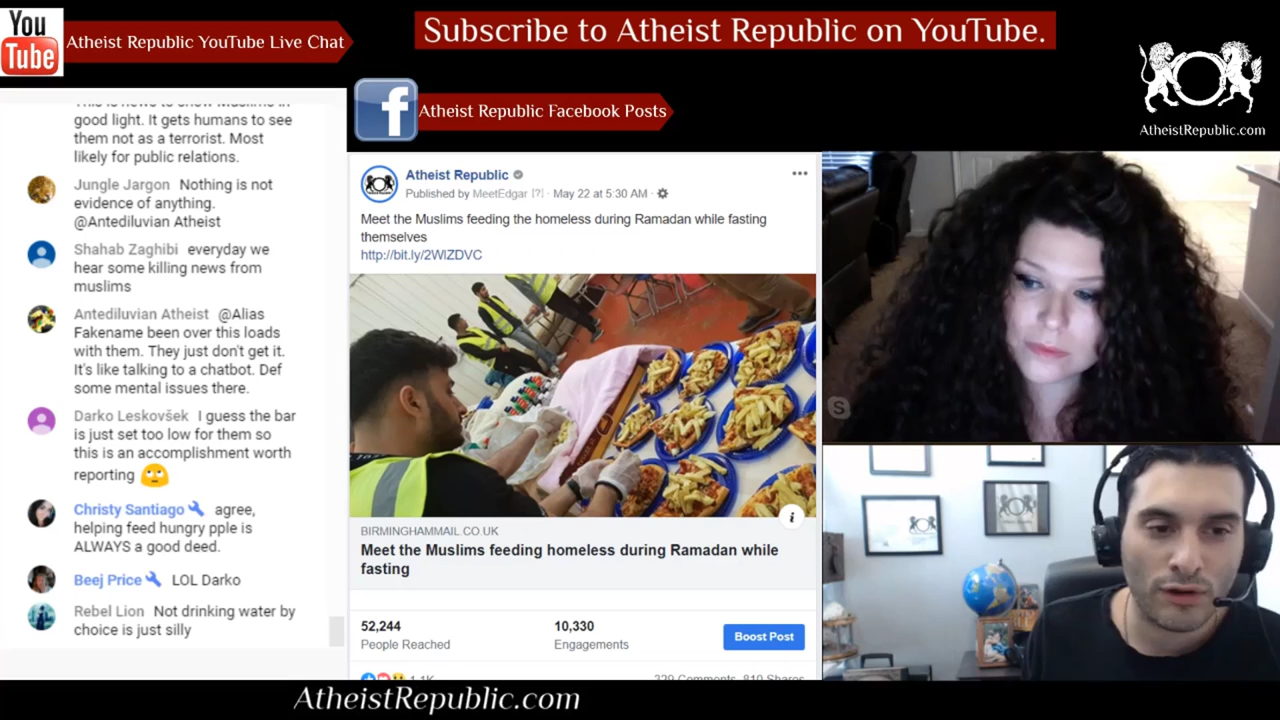 You
Tube
Atheist Republic YouTube Live Chat
Subscribe to Atheist Republic on YouTube.
AtheistRepublic.com
Atheist Republic Facebook Posts
good light. It gets humans to see
them not as a terrorist. Most
likely for public relations.
Jungle Jargon Nothing is not
evidence of anything.
@Antediluvian Atheist
Shahab Zaghibi everyday we
hear some killing news from
muslims
Antediluvian Atheist @Alias
Fakename been over this loads
with them. They just don't get it.
It's like talking to a chatbot. Def
some mental issues there.
Darko Leskovšek I guess the bar
is just set too low for them so
this is an accomplishment worth
reporting 🙄
Christy Santiago agree,
helping feed hungry pple is
ALWAYS a good deed.
Beej Price LOL Darko
Rebel Lion Not drinking water by
choice is just silly
Atheist Republic
Published by MeetEdgar [?] · May 22 at 5:30 AM ·
Meet the Muslims feeding the homeless during Ramadan while fasting
themselves
http://bit.ly/2WlZDVC
BIRMINGHAMMAIL.CO.UK
Meet the Muslims feeding homeless during Ramadan while
fasting
52,244
People Reached
10,330
Engagements
Boost Post
AtheistRepublic.com